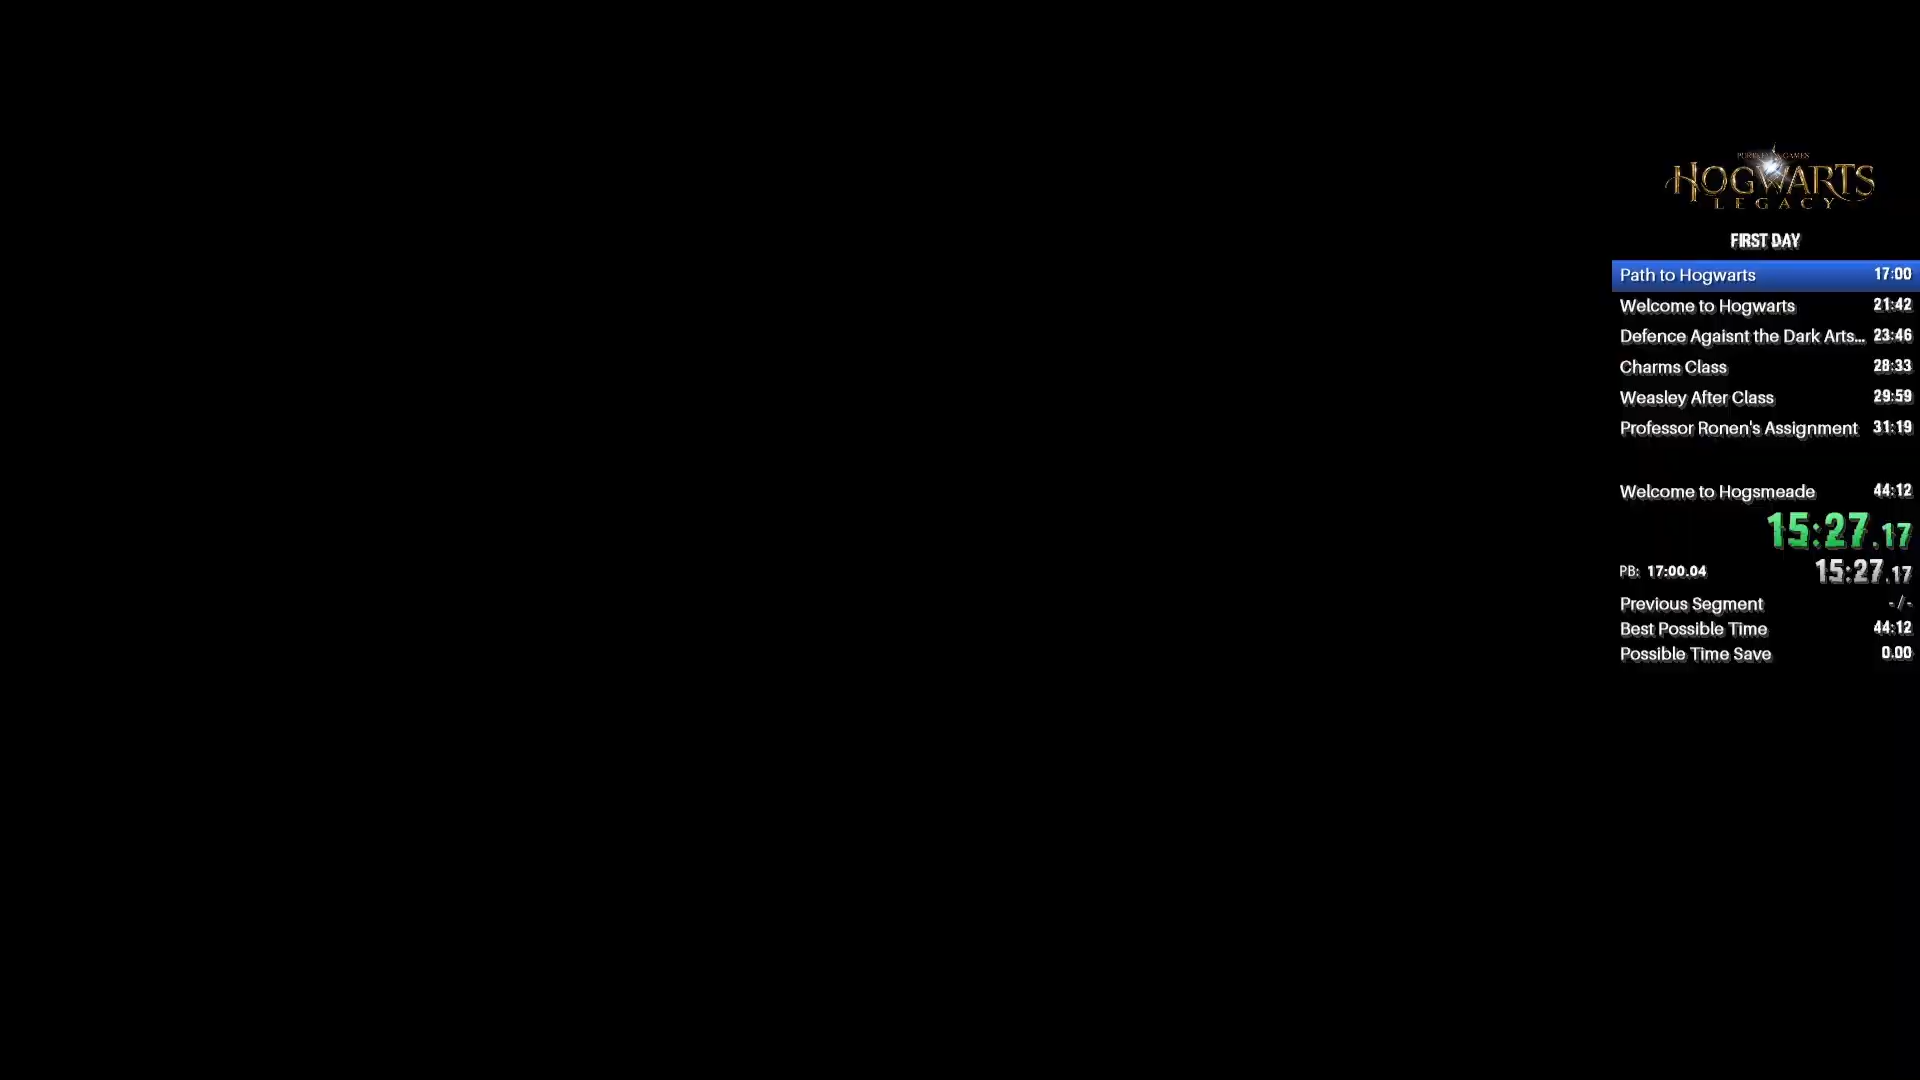 HOGWARTS
LEGACY
FIRST DAY
Path to Hogwarts 17:00
Welcome to Hogwarts 21:42
Defence Agaisnt the Dark Arts... 23:46
Charms Class 28:33
Weasley After Class 29:59
Professor Ronen's Assignment 31:19
Welcome to Hogsmeade 44:12
15:27.17
PB: 17:00.04 15:27.17
Previous Segment -/-
Best Possible Time 44:12
Possible Time Save 0.00